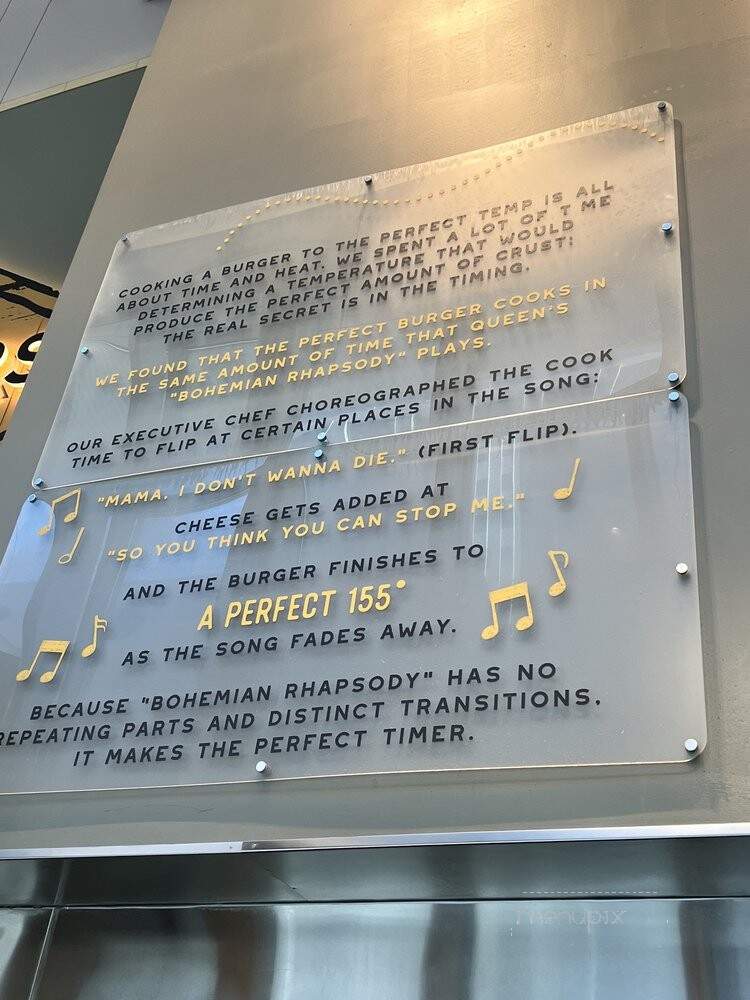 COOKING A BURGER TO THE PERFECT TEMP IS ALL
ABOUT TIME AND HEAT. WE SPENT A LOT OF T ME
DETERMINING A TEMPERATURE THAT WOULD
PRODUCE THE PERFECT AMOUNT OF CRUST;
THE REAL SECRET IS IN THE TIMING.
WE FOUND THAT THE PERFECT BURGER COOKS IN
THE SAME AMOUNT OF TIME THAT QUEEN'S
"BOHEMIAN RHAPSODY" PLAYS.
OUR EXECUTIVE CHEF CHOREOGRAPHED THE COOK
TIME TO FLIP AT CERTAIN PLACES IN THE SONG:
"MAMA, I DON'T WANNA DIE." (FIRST FLIP).
CHEESE GETS ADDED AT
"SO YOU THINK YOU CAN STOP ME."
AND THE BURGER FINISHES TO
A PERFECT 155°
AS THE SONG FADES AWAY.
BECAUSE "BOHEMIAN RHAPSODY" HAS NO
REPEATING PARTS AND DISTINCT TRANSITIONS,
IT MAKES THE PERFECT TIMER.